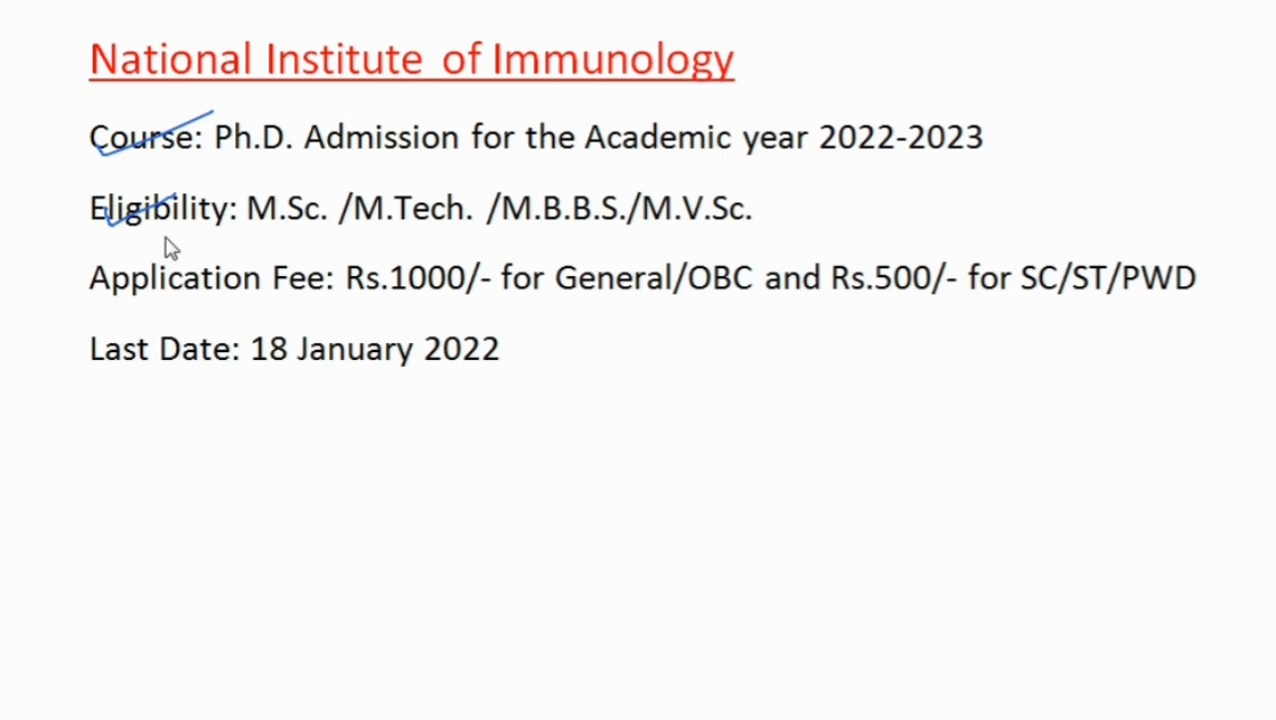 National Institute of Immunology
Course: Ph.D. Admission for the Academic year 2022-2023
Eligibility: M.Sc. /M.Tech. /M.B.B.S./M.V.Sc.
Application Fee: Rs.1000/- for General/OBC and Rs.500/- for SC/ST/PWD
Last Date: 18 January 2022